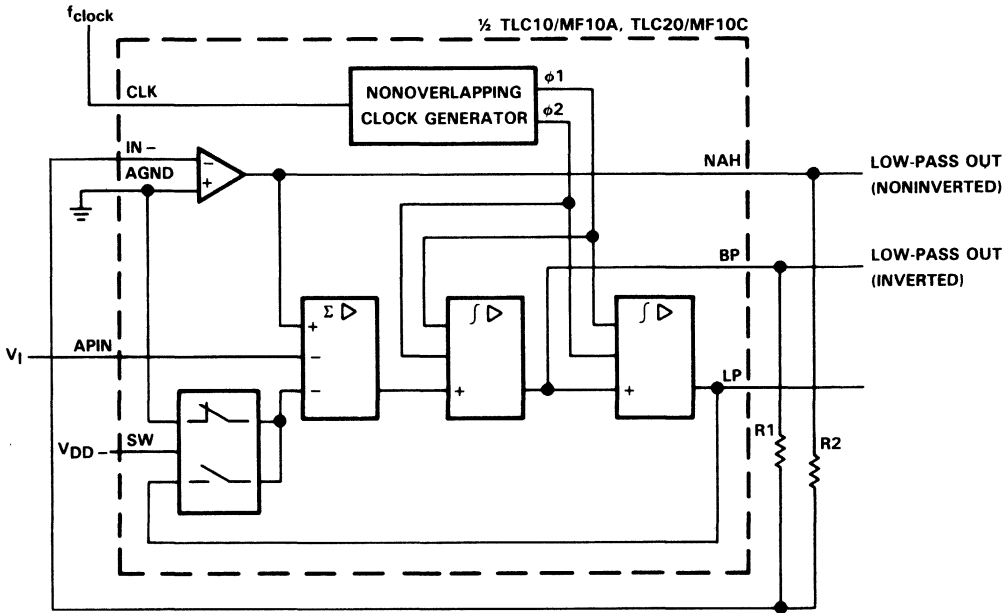 fclock
½ TLC10/MF10A, TLC20/MF10C
CLK
NONOVERLAPPING
CLOCK GENERATOR
ϕ1
ϕ2
IN −
AGND
−
+
NAH
LOW-PASS OUT
(NONINVERTED)
BP
LOW-PASS OUT
(INVERTED)
Σ ▷
∫ ▷
∫ ▷
+
VI
APIN
−
−
+
+
LP
VDD
SW
R1
R2